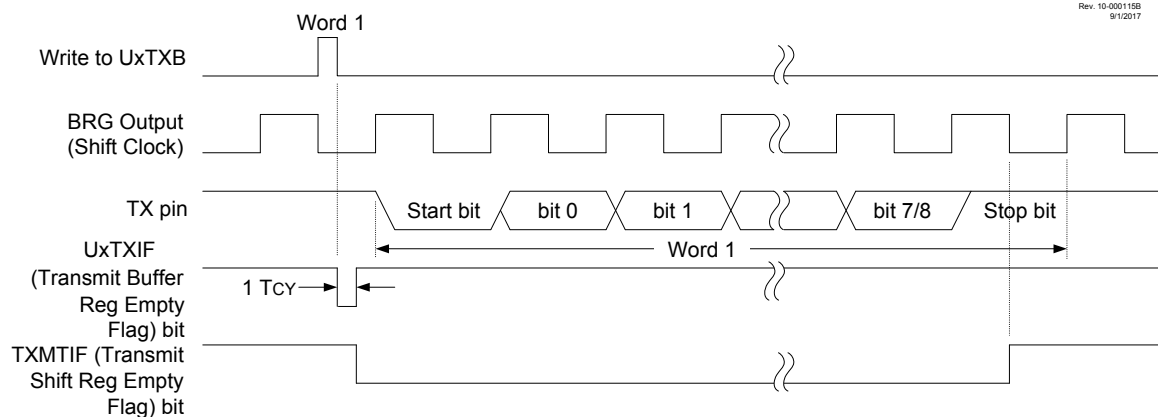 Rev. 10-000115B
9/1/2017
Word 1
Write to UxTXB
BRG Output
(Shift Clock)
TX pin
Start bit
bit 0
bit 1
bit 7/8
Stop bit
Word 1
UxTXIF
(Transmit Buffer
Reg Empty
Flag) bit
1 TCY
TXMTIF (Transmit
Shift Reg Empty
Flag) bit